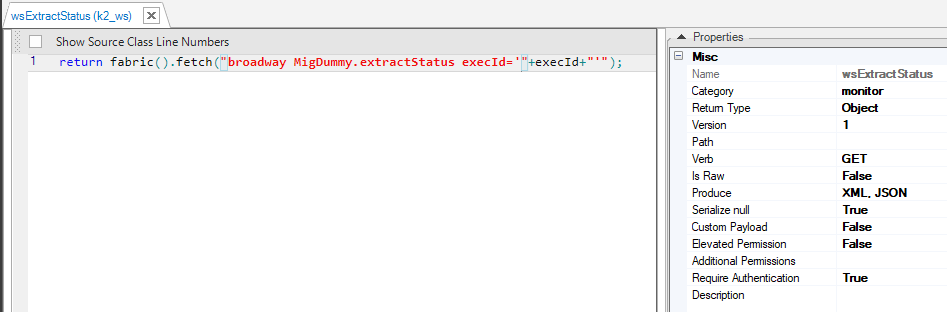 wsExtractStatus (k2_ws)
Show Source Class Line Numbers
1 return fabric().fetch("broadway MigDummy.extractStatus execId='"+execId+"'");
Properties
Misc
Name wsExtractStatus
Category monitor
Return Type Object
Version 1
Path
Verb GET
Is Raw False
Produce XML, JSON
Serialize null True
Custom Payload False
Elevated Permission False
Additional Permissions
Require Authentication True
Description